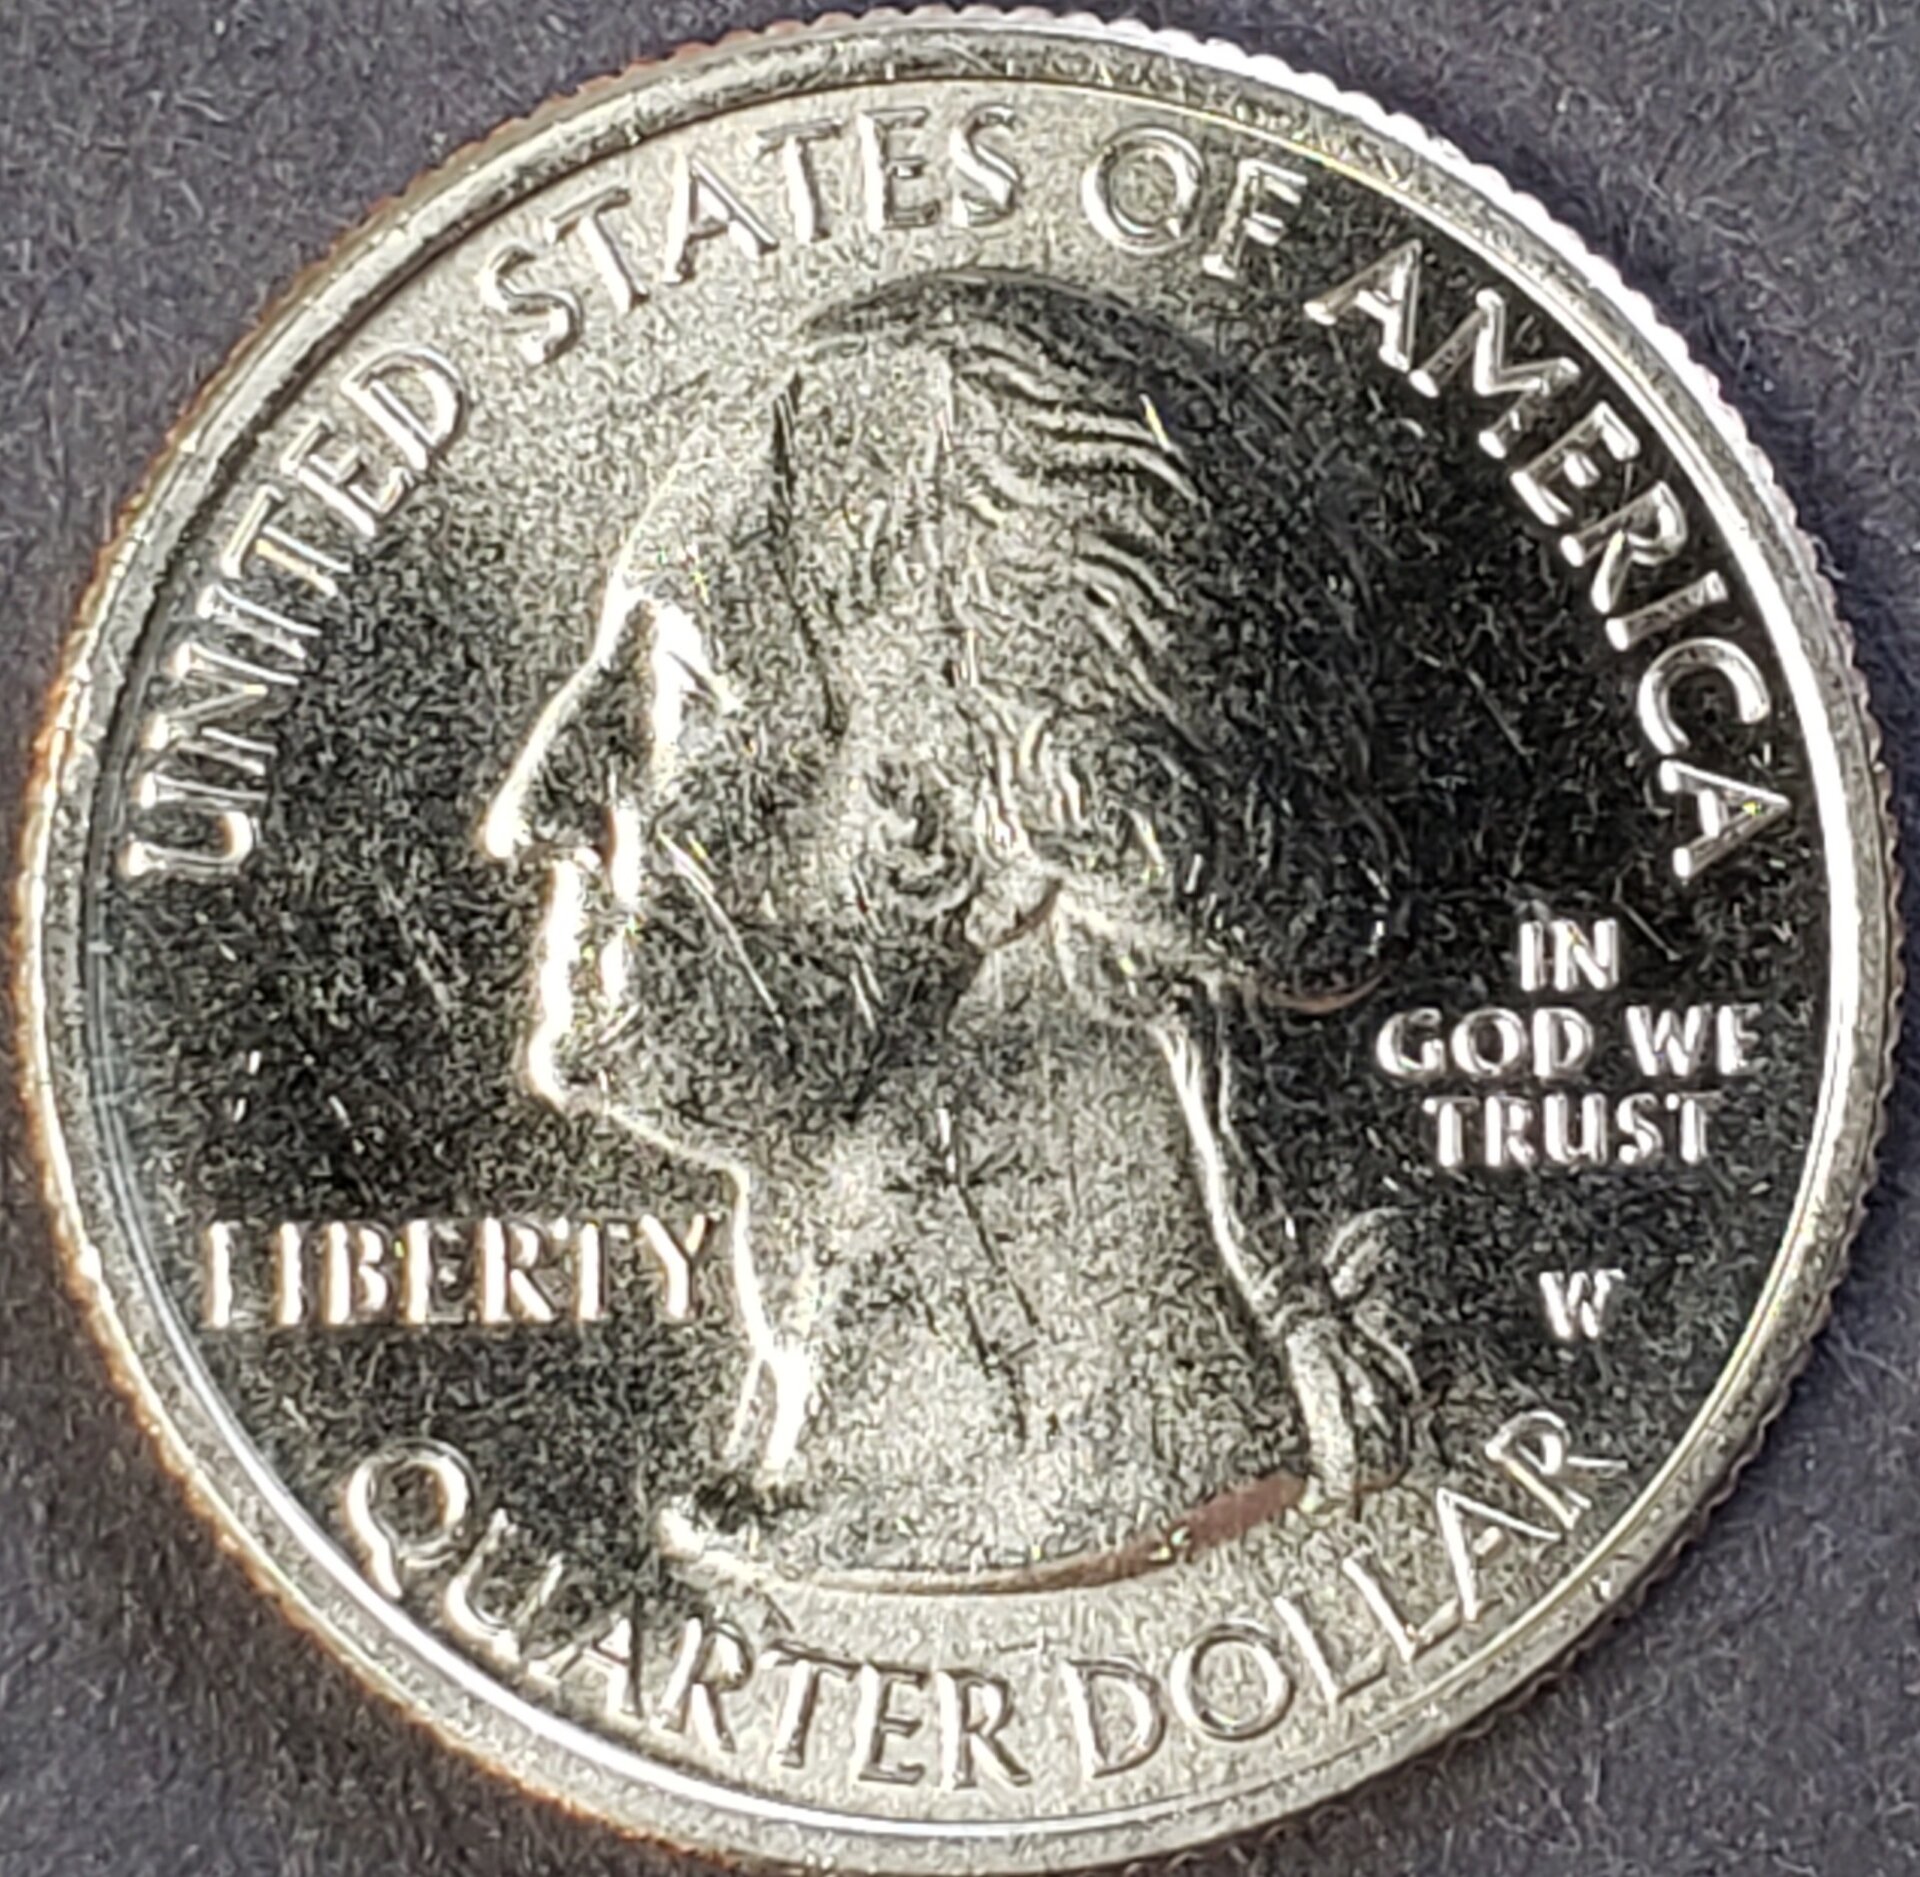 UNITED STATES OF AMERICA
IN
GOD WE
TRUST
LIBERTY
W
QUARTER DOLLAR